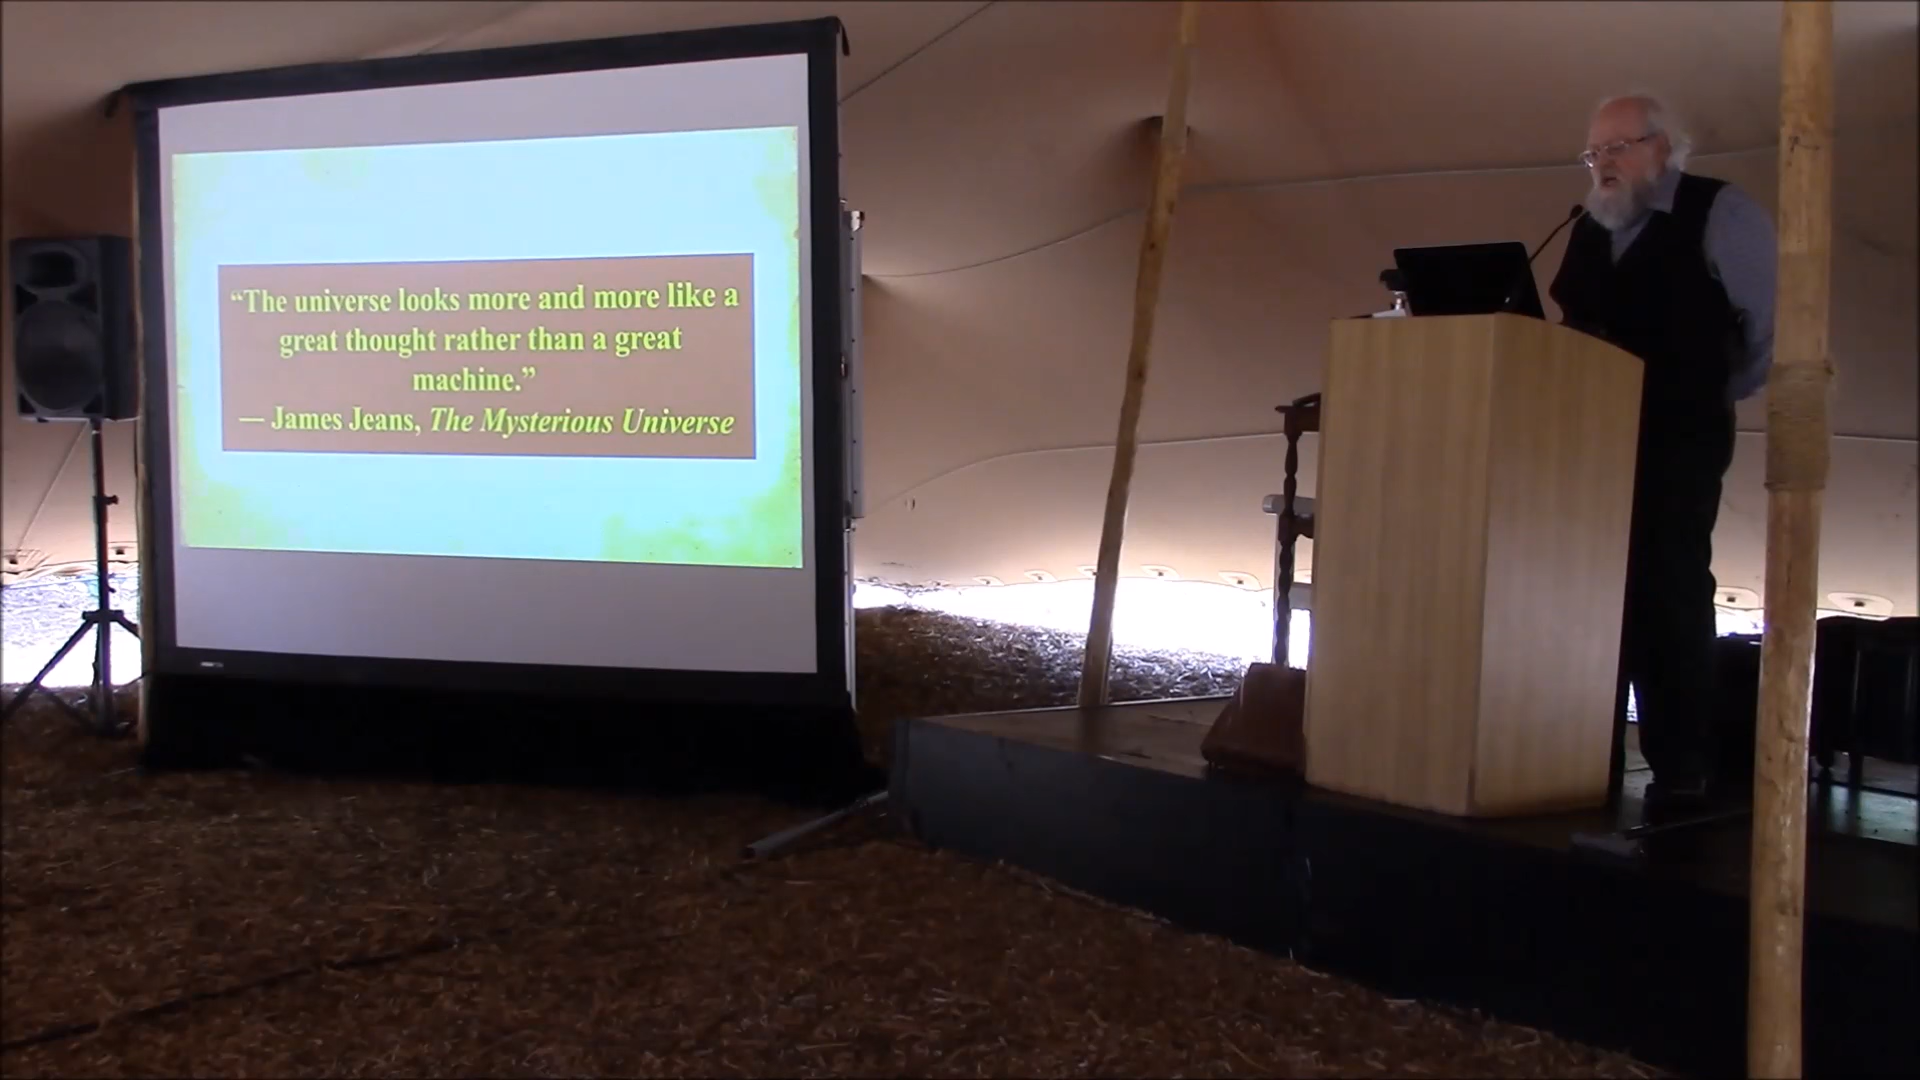 “The universe looks more and more like a
great thought rather than a great
machine.”
— James Jeans, The Mysterious Universe